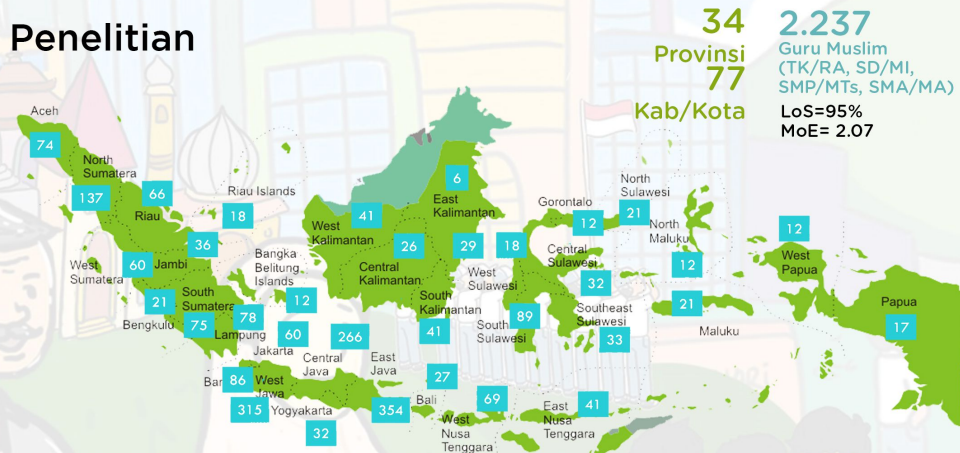 Penelitian
34
Provinsi
77
Kab/Kota
2.237
Guru Muslim
(TK/RA, SD/MI,
SMP/MTs, SMA/MA)
LoS=95%
MoE= 2.07
Aceh
74
North
Sumatera
137
66
Riau
Riau Islands
18
36
West
Sumatera
60
Jambi
Bangka
Belitung
Islands
12
21
Bengkulu
South
Sumatera
75
78
Lampung
60
Jakarta
266
Central
Java
East
Java
86
West
Jawa
315
Yogyakarta
32
354
27
Bali
69
West
Nusa
Tenggara
East
Nusa
Tenggara
41
6
East
Kalimantan
41
West
Kalimantan
26
Central
Kalimantan
29
South
Kalimantan
41
18
West
Sulawesi
Gorontalo
12
North
Sulawesi
21
Central
Sulawesi
32
89
South
Sulawesi
Southeast
Sulawesi
33
North
Maluku
12
21
Maluku
12
West
Papua
Papua
17